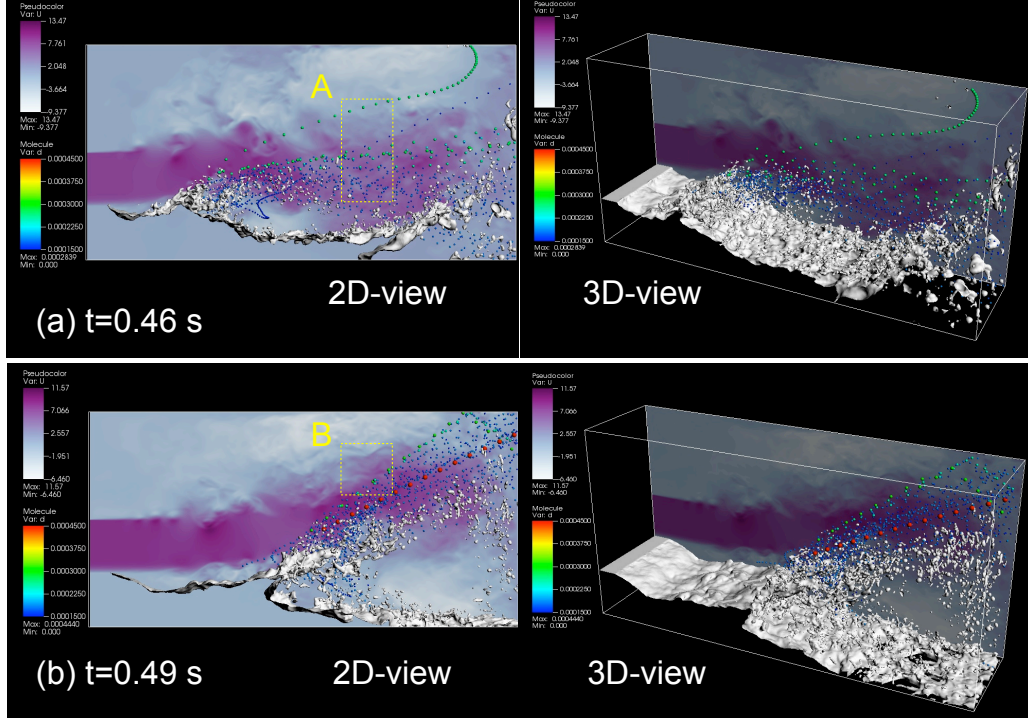 Pseudocolor
Var: U
13.47
7.761
2.048
-3.664
-9.377
Max: 13.47
Min: -9.377
Molecule
Var: d
0.0004500
0.0003750
0.0003000
0.0002250
0.0001500
Max: 0.0002839
Min: 0.000
A
2D-view
(a) t=0.46 s
Pseudocolor
Var: U
13.47
7.761
2.048
-3.664
-9.377
Max: 13.47
Min: -9.377
Molecule
Var: d
0.0004500
0.0003750
0.0003000
0.0002250
0.0001500
Max: 0.0002839
Min: 0.000
3D-view
Pseudocolor
Var: U
11.57
7.066
2.557
-1.951
-6.460
Max: 11.57
Min: -6.460
Molecule
Var: d
0.0004500
0.0003750
0.0003000
0.0002250
0.0001500
Max: 0.0004440
Min: 0.000
B
2D-view
(b) t=0.49 s
Pseudocolor
Var: U
11.57
7.066
2.557
-1.951
-6.460
Max: 11.57
Min: -6.460
Molecule
Var: d
0.0004500
0.0003750
0.0003000
0.0002250
0.0001500
Max: 0.0004440
Min: 0.000
3D-view